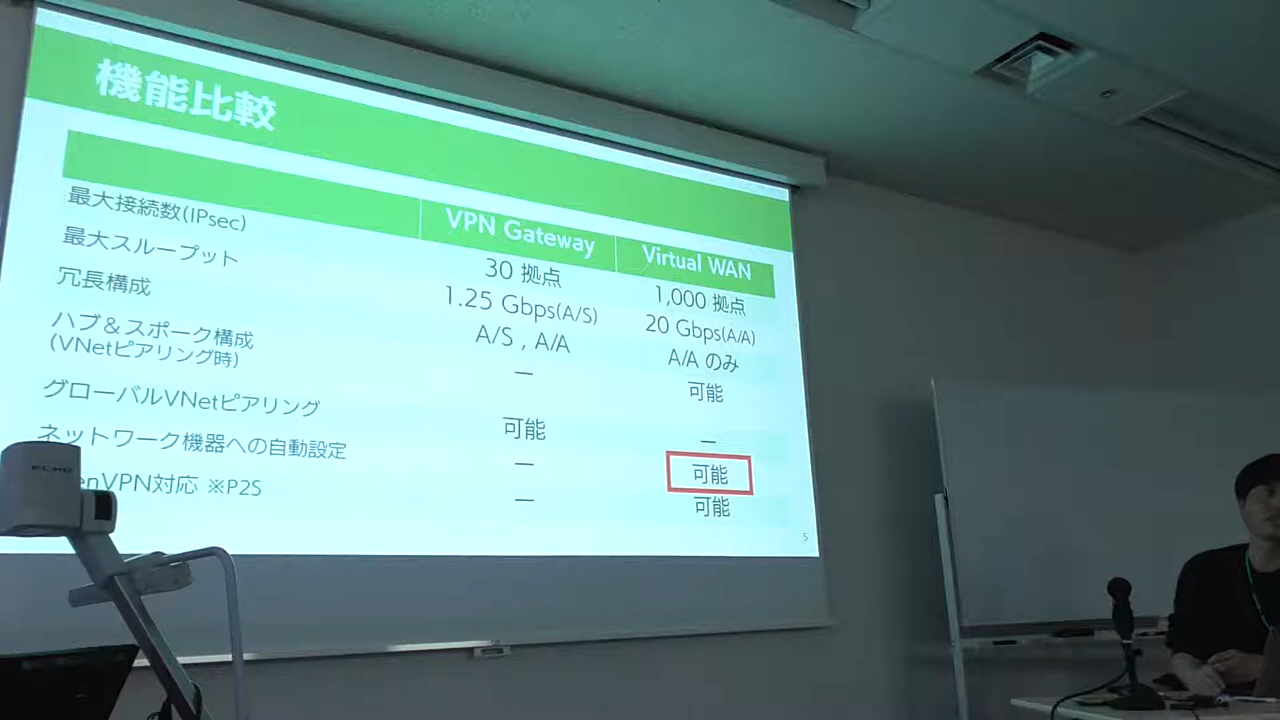 機能比較
VPN Gateway Virtual WAN
最大接続数(IPsec) 30 拠点 1,000 拠点
最大スループット 1.25 Gbps(A/S) 20 Gbps(A/A)
冗長構成 A/S , A/A A/A のみ
ハブ&スポーク構成
(VNetピアリング時) ー 可能
グローバルVNetピアリング 可能 ー
ネットワーク機器への自動設定 ー 可能
enVPN対応 ※P2S ー 可能
5